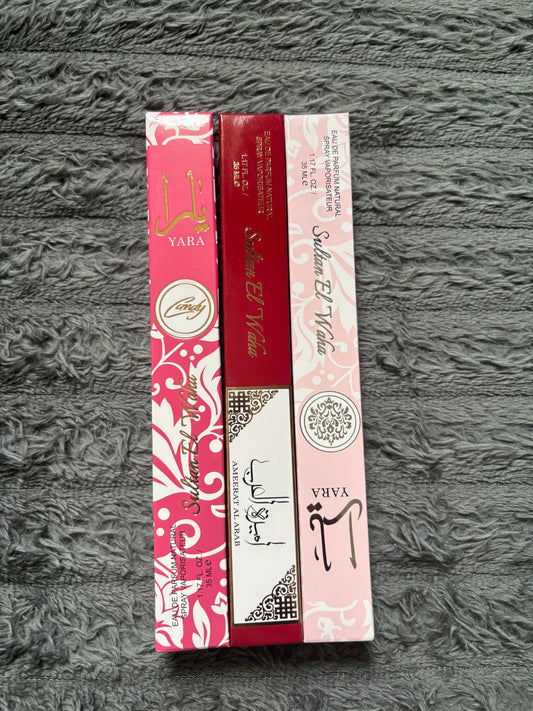 يارا
YARA
Candy
Sultan El Waha
EAU DE PARFUM NATURAL
SPRAY VAPORISATEUR
1.17 FL. OZ. /
35 ML e
EAU DE PARFUM NATURAL
SPRAY VAPORISATEUR
1.17 FL. OZ. /
35 ML e
Sultan El Waha
أميرة العرب
AMEERAT AL ARAB
EAU DE PARFUM NATURAL
SPRAY VAPORISATEUR
1.17 FL. OZ. /
35 ML e
Sultan El Waha
YARA
يارا